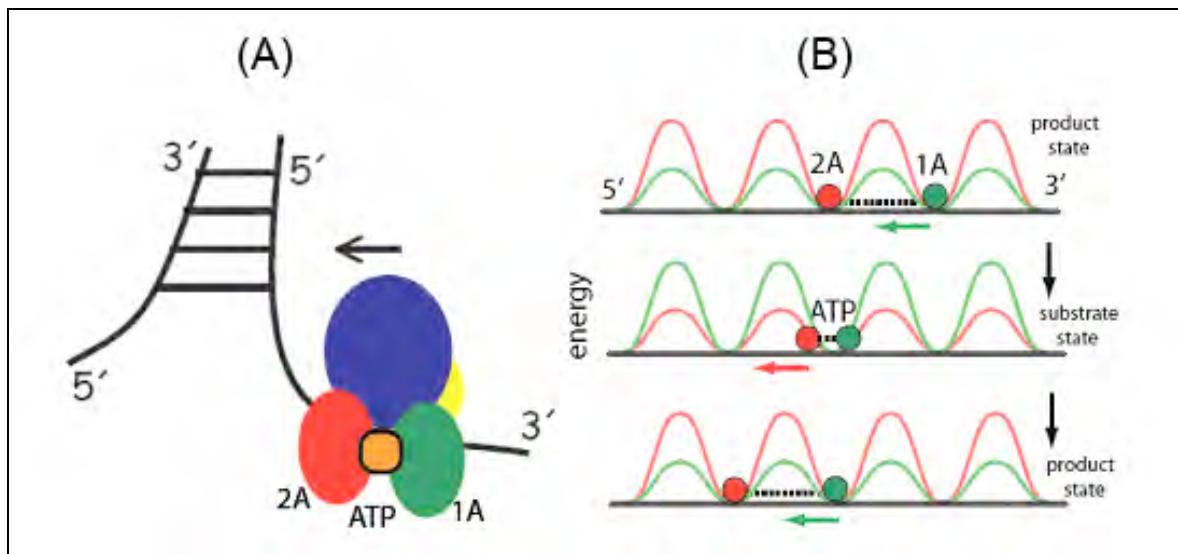 (A)
3′
5′
5′
3′
2A
ATP
1A
(B)
product
state
2A
1A
5′
3′
energy
ATP
substrate
state
product
state